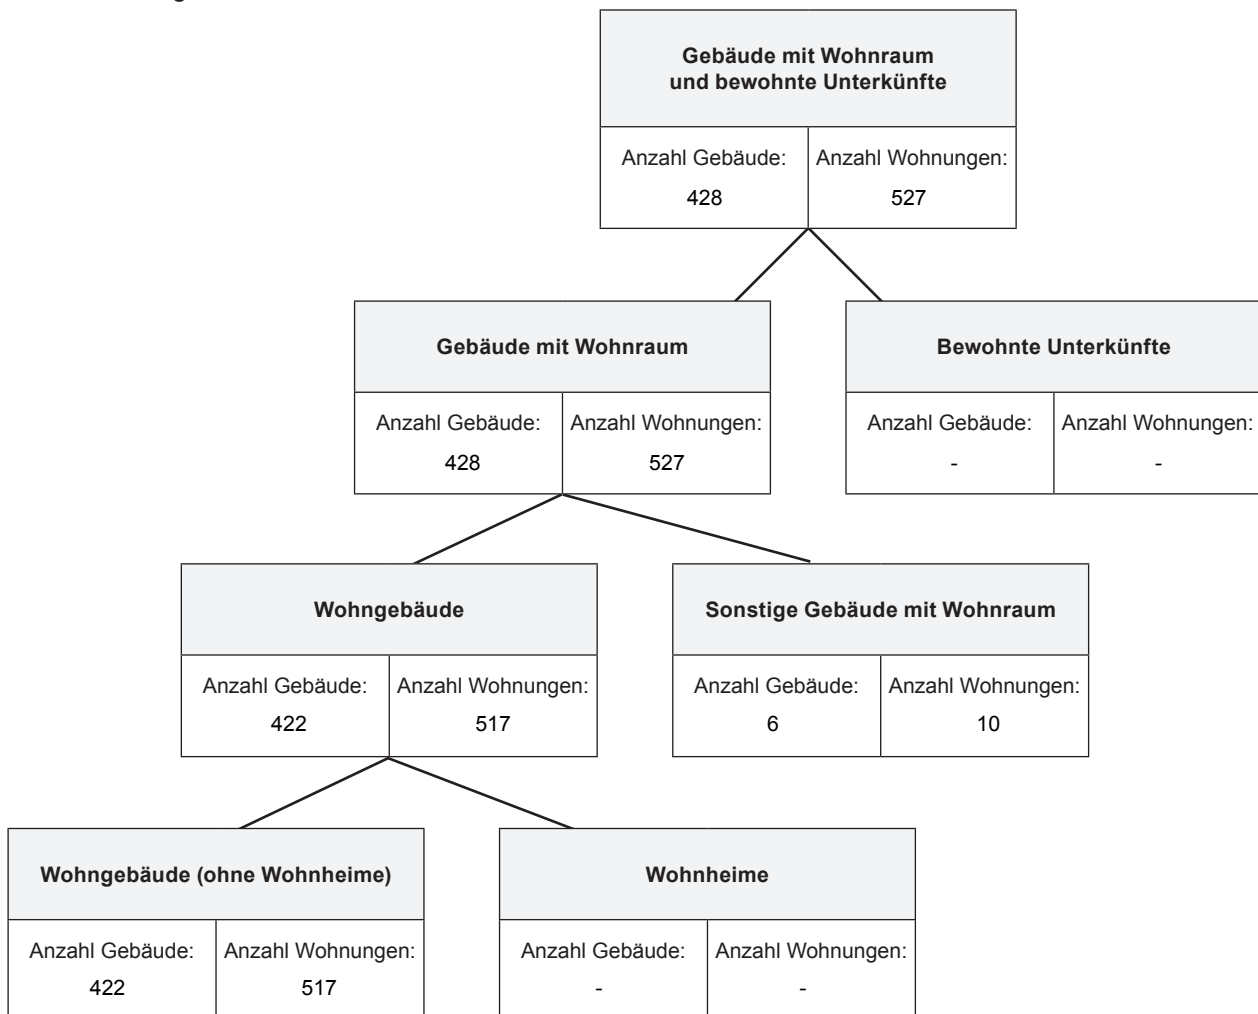 Gebäude mit Wohnraum
und bewohnte Unterkünfte
Anzahl Gebäude: Anzahl Wohnungen:
428 527
Gebäude mit Wohnraum Bewohnte Unterkünfte
Anzahl Gebäude: Anzahl Wohnungen: Anzahl Gebäude: Anzahl Wohnungen:
428 527 - -
Wohngebäude Sonstige Gebäude mit Wohnraum
Anzahl Gebäude: Anzahl Wohnungen: Anzahl Gebäude: Anzahl Wohnungen:
422 517 6 10
Wohngebäude (ohne Wohnheime) Wohnheime
Anzahl Gebäude: Anzahl Wohnungen: Anzahl Gebäude: Anzahl Wohnungen:
422 517 - -